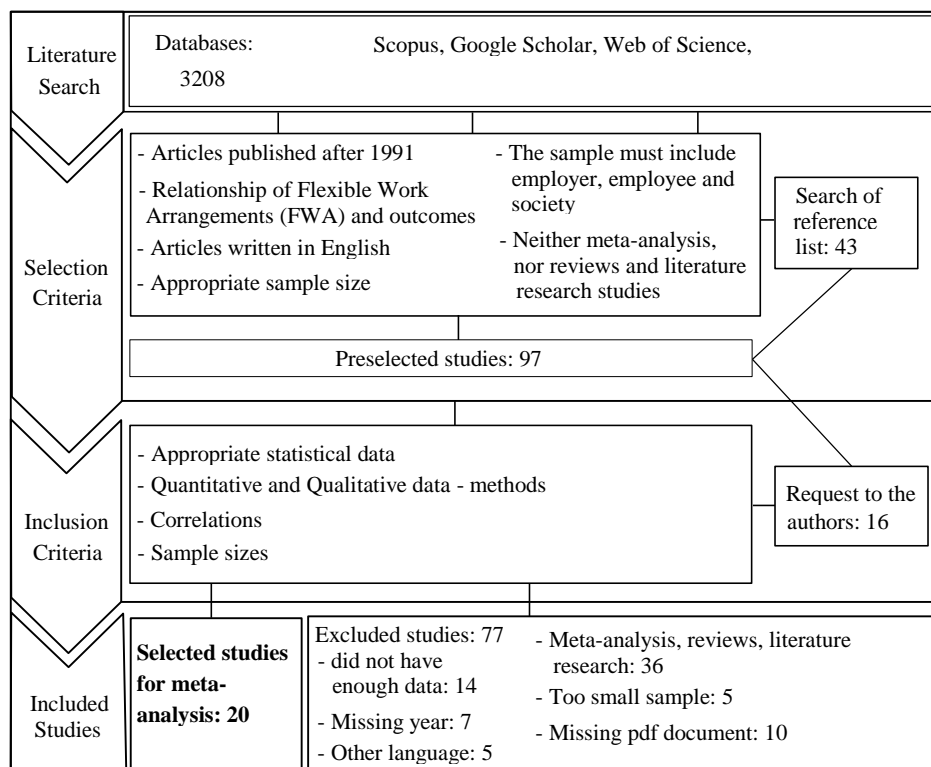 Literature
Search
Databases:
3208
Scopus, Google Scholar, Web of Science,
Selection
Criteria
- Articles published after 1991
- Relationship of Flexible Work
Arrangements (FWA) and outcomes
- Articles written in English
- Appropriate sample size
- The sample must include
employer, employee and
society
- Neither meta-analysis,
nor reviews and literature
research studies
Search of
reference
list: 43
Preselected studies: 97
Inclusion
Criteria
- Appropriate statistical data
- Quantitative and Qualitative data - methods
- Correlations
- Sample sizes
Request to the
authors: 16
Included
Studies
Selected studies
for meta-
analysis: 20
Excluded studies: 77
- did not have
enough data: 14
- Missing year: 7
- Other language: 5
- Meta-analysis, reviews, literature
research: 36
- Too small sample: 5
- Missing pdf document: 10